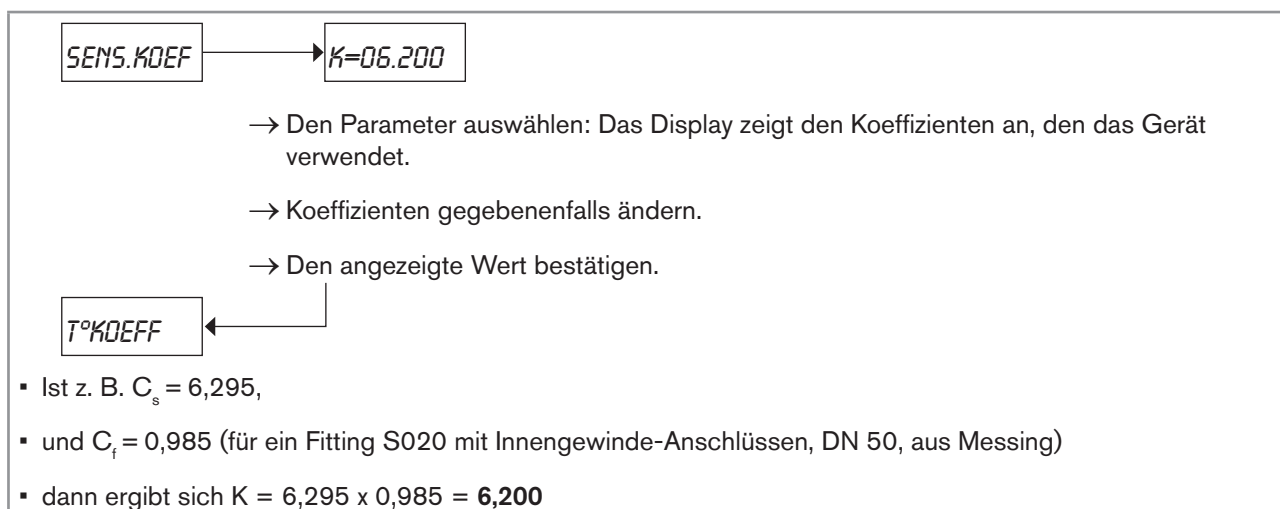 SENS.KOEF
K=06.200
→ Den Parameter auswählen: Das Display zeigt den Koeffizienten an, den das Gerät
verwendet.
→ Koeffizienten gegebenenfalls ändern.
→ Den angezeigte Wert bestätigen.
T°KOEFF
▪ Ist z. B. Cs = 6,295,
▪ und Cf = 0,985 (für ein Fitting S020 mit Innengewinde-Anschlüssen, DN 50, aus Messing)
▪ dann ergibt sich K = 6,295 x 0,985 = 6,200